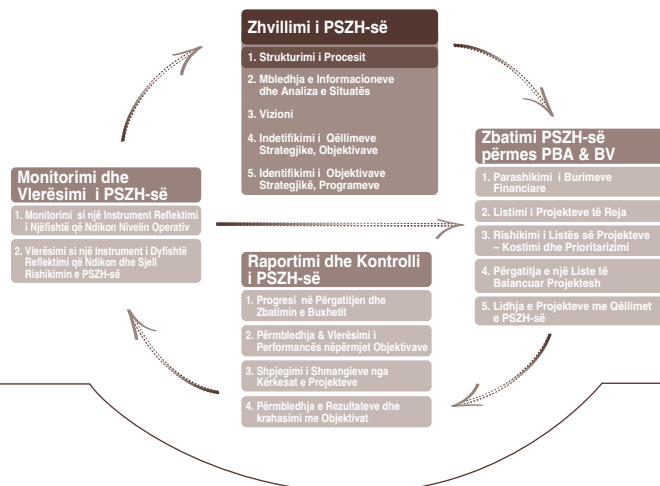 Zhvillimi i PSZH-së
1. Strukturimi i Procesit
2. Mbledhja e Informacioneve
dhe Analiza e Situatës
3. Vizioni
4. Indetifikimi i Qëllimeve
Strategjike, Objektivave
5. Identifikimi i Objektivave
Strategjikë, Programeve
Zbatimi PSZH-së
përmes PBA & BV
1. Parashikimi i Burimeve
Financiare
2. Listimi i Projekteve të Reja
3. Rishikimi i Listës së Projekteve
– Kostimi dhe Prioritarizimi
4. Përgatitja e një Liste të
Balancuar Projektesh
5. Lidhja e Projekteve me Qëllimet
e PSZH-së
Raportimi dhe Kontrolli
i PSZH-së
1. Progresi në Përgatitjen dhe
Zbatimin e Buxhetit
2. Përmbledhja & Vlerësimi i
Performancës nëpërmjet Objektivave
3. Shpjegimi i Shmangieve nga
Kërkesat e Projekteve
4. Përmbledhja e Rezultateve dhe
krahasimi me Objektivat
Monitorimi dhe
Vlerësimi i PSZH-së
1. Monitorimi si një Instrument Reflektimi
i Njëfishtë që Ndikon Nivelin Operativ
2. Vlerësimi si një Instrument i Dyfishtë
Reflektimi që Ndikon dhe Sjell
Rishikimin e PSZH-së